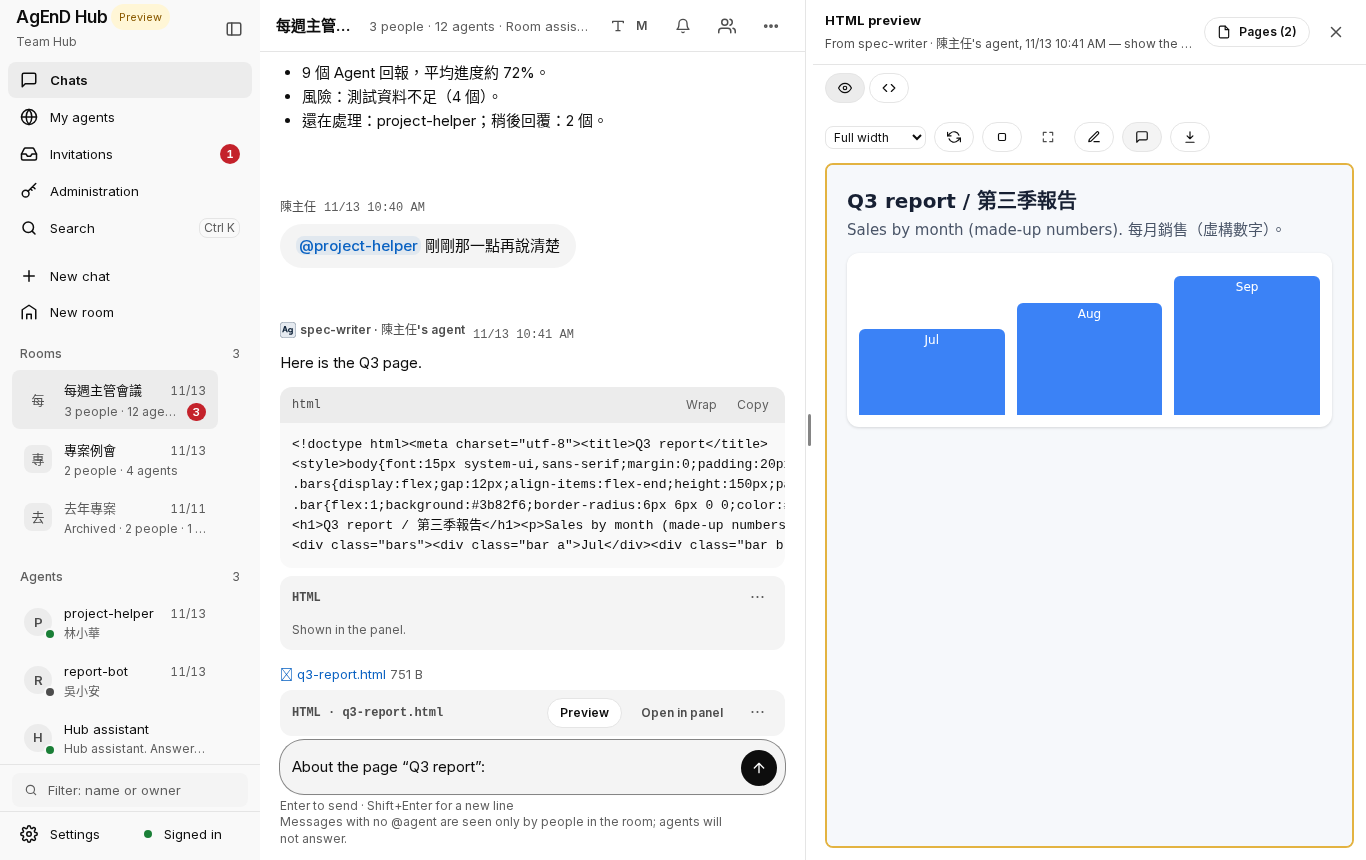 AgEnD Hub Preview
Team Hub
Chats
My agents
Invitations 1
Administration
Search Ctrl K
New chat
New room
Rooms 3
每 每週主管會議 11/13
3 people · 12 age… 3
專 專案例會 11/13
2 people · 4 agents
去 去年專案 11/11
Archived · 2 people · 1 …
Agents 3
P project-helper 11/13
林小華
R report-bot 11/13
吳小安
H Hub assistant
Hub assistant. Answer…
Filter: name or owner
Settings Signed in
每週主管… 3 people · 12 agents · Room assis… T M
9 個 Agent 回報，平均進度約 72%。
風險：測試資料不足（4 個）。
還在處理：project-helper；稍後回覆：2 個。
陳主任 11/13 10:40 AM
@project-helper 剛剛那一點再說清楚
Ag spec-writer · 陳主任's agent 11/13 10:41 AM
Here is the Q3 page.
html Wrap Copy
<!doctype html><meta charset="utf-8"><title>Q3 report</title>
<style>body{font:15px system-ui,sans-serif;margin:0;padding:20px
.bars{display:flex;gap:12px;align-items:flex-end;height:150px;pa
.bar{flex:1;background:#3b82f6;border-radius:6px 6px 0 0;color:#
<h1>Q3 report / 第三季報告</h1><p>Sales by month (made-up numbers
<div class="bars"><div class="bar a">Jul</div><div class="bar b
HTML ···
Shown in the panel.
q3-report.html 751 B
HTML · q3-report.html Preview Open in panel ···
About the page “Q3 report”:
Enter to send · Shift+Enter for a new line
Messages with no @agent are seen only by people in the room; agents will
not answer.
HTML preview
From spec-writer · 陳主任's agent, 11/13 10:41 AM — show the …
Pages (2)
Full width
Q3 report / 第三季報告
Sales by month (made-up numbers). 每月銷售（虛構數字）。
Jul
Aug
Sep